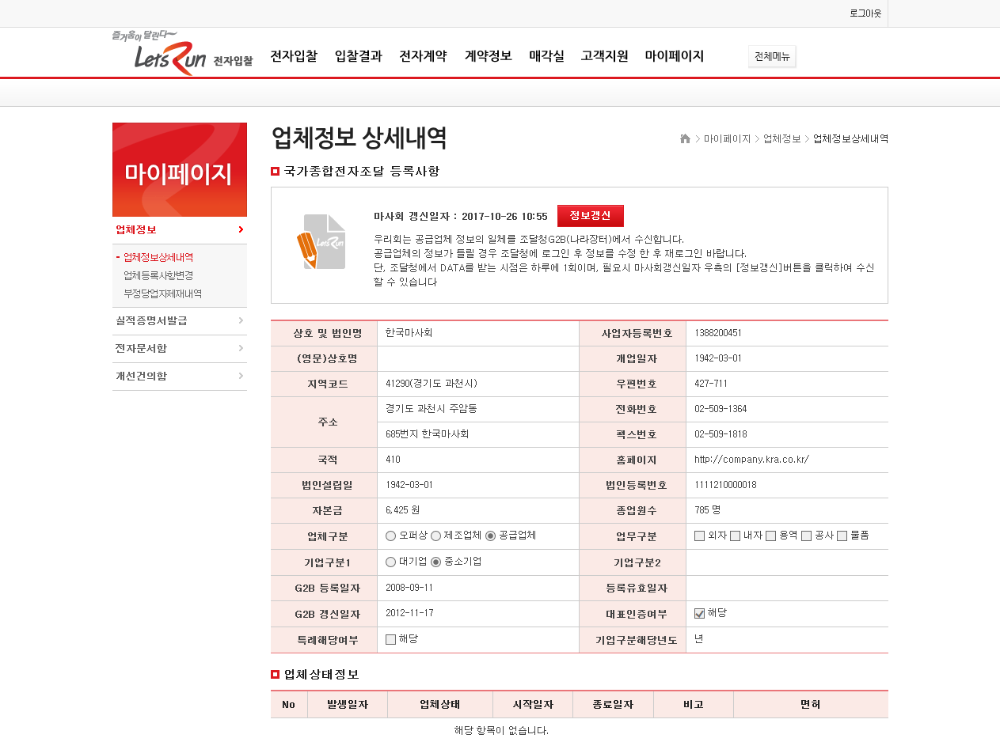 로그아웃
즐거움이 달린다~
Let'sRun 전자입찰
전자입찰 입찰결과 전자계약 계약정보 매각실 고객지원 마이페이지 전체메뉴
마이페이지
업체정보
- 업체정보상세내역
업체등록사항변경
부정당업자제재내역
실적증명서발급
전자문서함
개선건의함
업체정보 상세내역
> 마이페이지 > 업체정보 > 업체정보상세내역
국가종합전자조달 등록사항
Let'sRun
마사회 갱신일자 : 2017-10-26 10:55 정보갱신
우리회는 공급업체 정보의 일체를 조달청G2B(나라장터)에서 수신합니다.
공급업체의 정보가 틀릴 경우 조달청에 로그인 후 정보를 수정 한 후 재로그인 바랍니다.
단, 조달청에서 DATA를 받는 시점은 하루에 1회이며, 필요시 마사회갱신일자 우측의 [정보갱신]버튼을 클릭하여 수신
할 수 있습니다
상호 및 법인명 한국마사회 사업자등록번호 1388200451
(영문)상호명 개업일자 1942-03-01
지역코드 41290(경기도 과천시) 우편번호 427-711
주소 경기도 과천시 주암동 전화번호 02-509-1364
685번지 한국마사회 팩스번호 02-509-1818
국적 410 홈페이지 http://company.kra.co.kr/
법인설립일 1942-03-01 법인등록번호 1111210000018
자본금 6,425 원 종업원수 785 명
업체구분 오퍼상 제조업체 공급업체 업무구분 외자 내자 용역 공사 물품
기업구분1 대기업 중소기업 기업구분2
G2B 등록일자 2008-09-11 등록유효일자
G2B 갱신일자 2012-11-17 대표인증여부 해당
특례해당여부 해당 기업구분해당년도 년
업체상태정보
No 발생일자 업체상태 시작일자 종료일자 비고 면허
해당 항목이 없습니다.